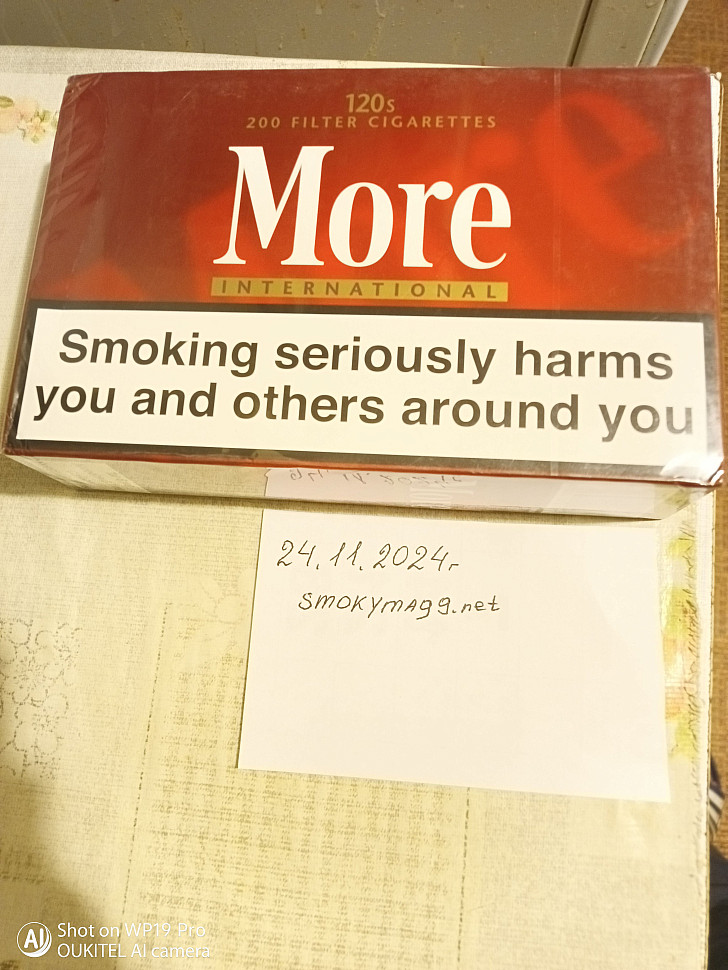 120s
200 FILTER CIGARETTES
More
INTERNATIONAL
Smoking seriously harms
you and others around you
24.11.2024г
smokymagg.net
AI
Shot on WP19 Pro
OUKITEL AI camera